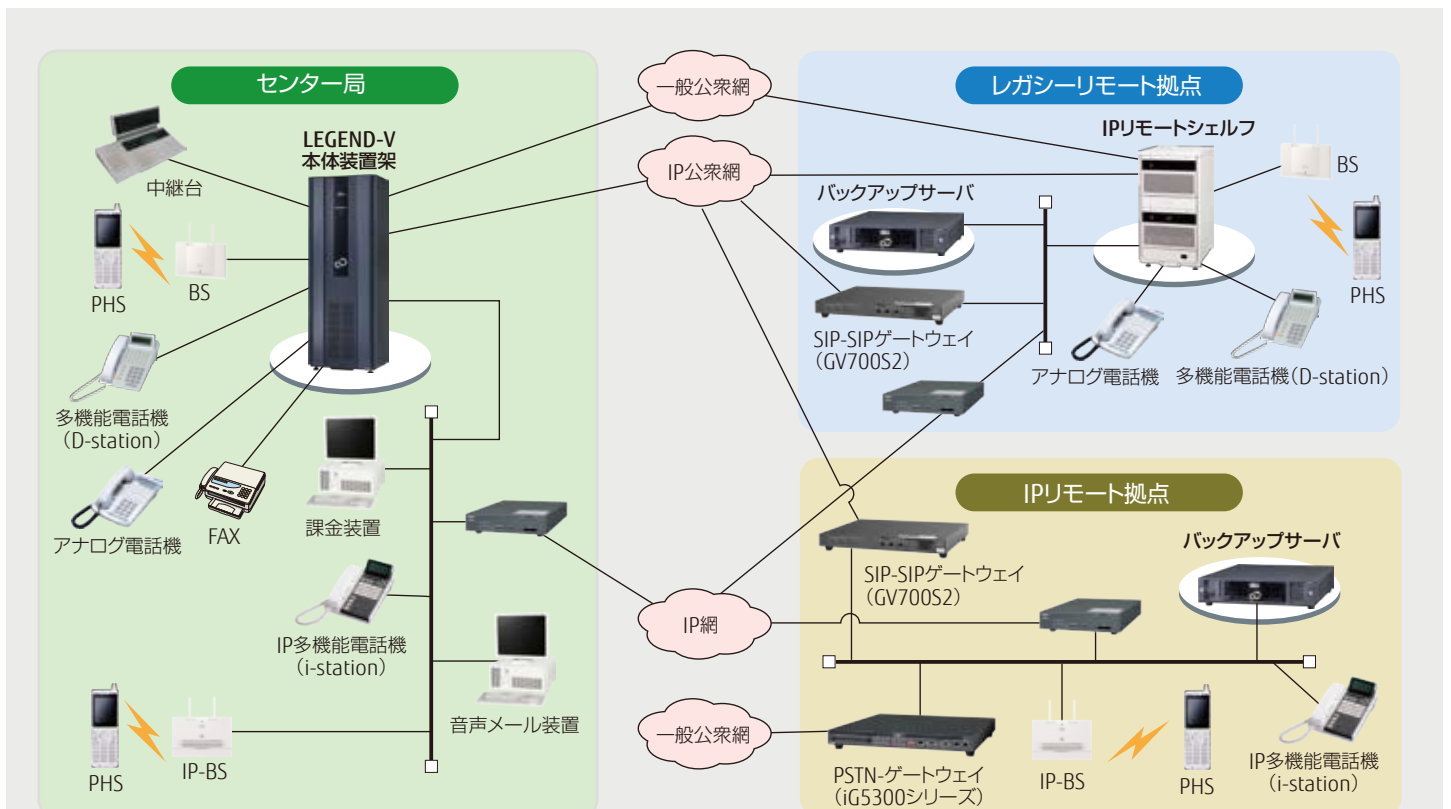 センター局
LEGEND-V
本体装置架
中継台
PHS
BS
多機能電話機
（D-station）
アナログ電話機
FAX
課金装置
IP多機能電話機
（i-station）
音声メール装置
PHS
IP-BS
一般公衆網
IP公衆網
IP網
一般公衆網
レガシーリモート拠点
IPリモートシェルフ
BS
バックアップサーバ
PHS
SIP-SIPゲートウェイ
（GV700S2）
アナログ電話機
多機能電話機（D-station）
IPリモート拠点
バックアップサーバ
SIP-SIPゲートウェイ
（GV700S2）
PSTN-ゲートウェイ
（iG5300シリーズ）
IP-BS
PHS
IP多機能電話機
（i-station）